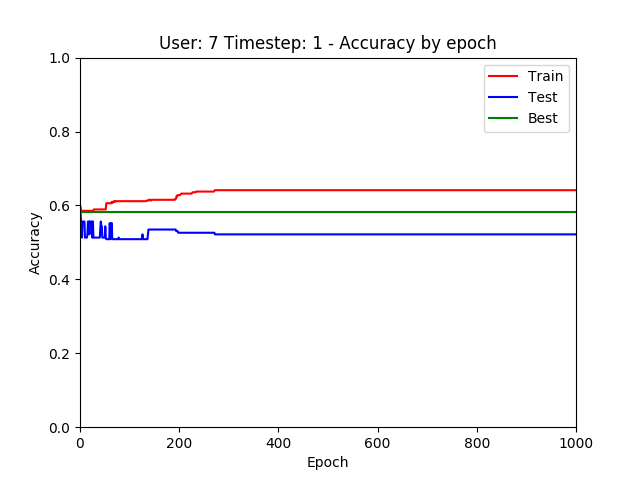 User: 7 Timestep: 1 - Accuracy by epoch
1.0
0.8
0.6
0.4
0.2
0.0
Accuracy
Train
Test
Best
0 200 400 600 800 1000
Epoch